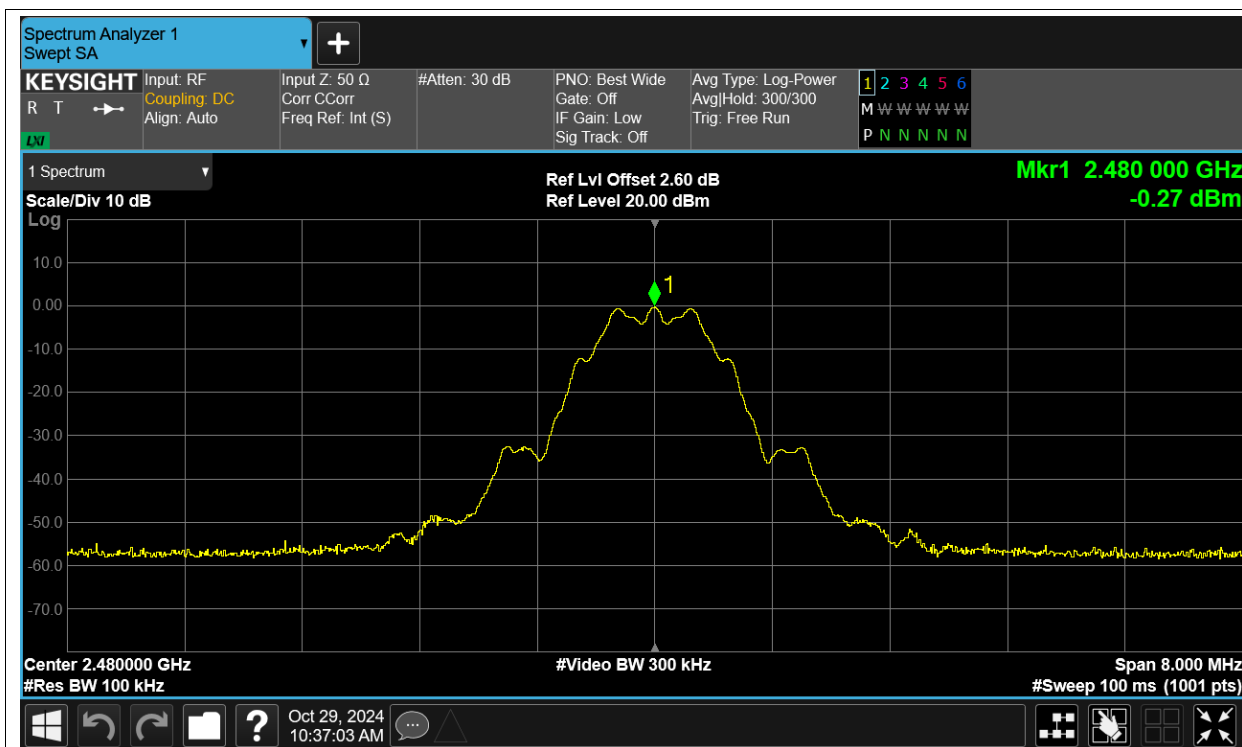 Spectrum Analyzer 1
Swept SA
KEYSIGHT
R T
LXI
Input: RF
Coupling: DC
Align: Auto
Input Z: 50 Ω
Corr CCorr
Freq Ref: Int (S)
#Atten: 30 dB
PNO: Best Wide
Gate: Off
IF Gain: Low
Sig Track: Off
Avg Type: Log-Power
Avg|Hold: 300/300
Trig: Free Run
1 2 3 4 5 6
M W W W W W W
P N N N N N
1 Spectrum
Scale/Div 10 dB
Ref Lvl Offset 2.60 dB
Ref Level 20.00 dBm
Mkr1 2.480 000 GHz
-0.27 dBm
Log
10.0
0.00
-10.0
-20.0
-30.0
-40.0
-50.0
-60.0
-70.0
1
Center 2.480000 GHz
#Res BW 100 kHz
#Video BW 300 kHz
Span 8.000 MHz
#Sweep 100 ms (1001 pts)
?
Oct 29, 2024
10:37:03 AM